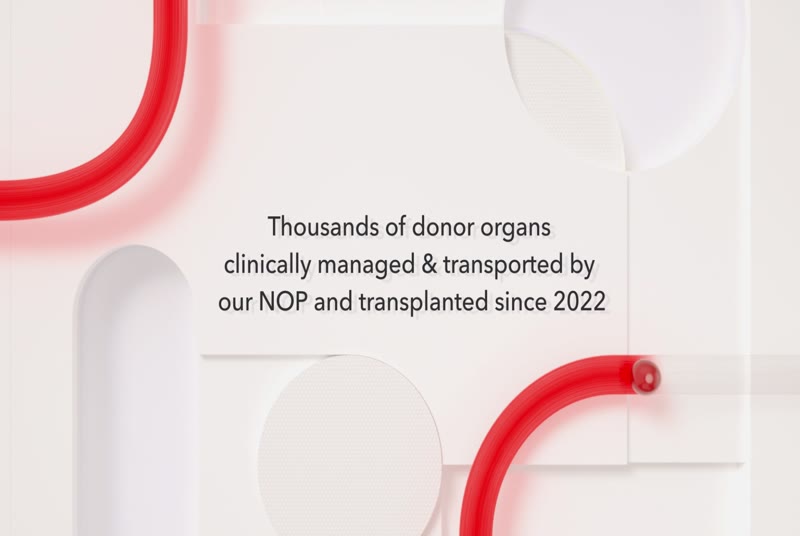 Thousands of donor organs
clinically managed & transported by
our NOP and transplanted since 2022